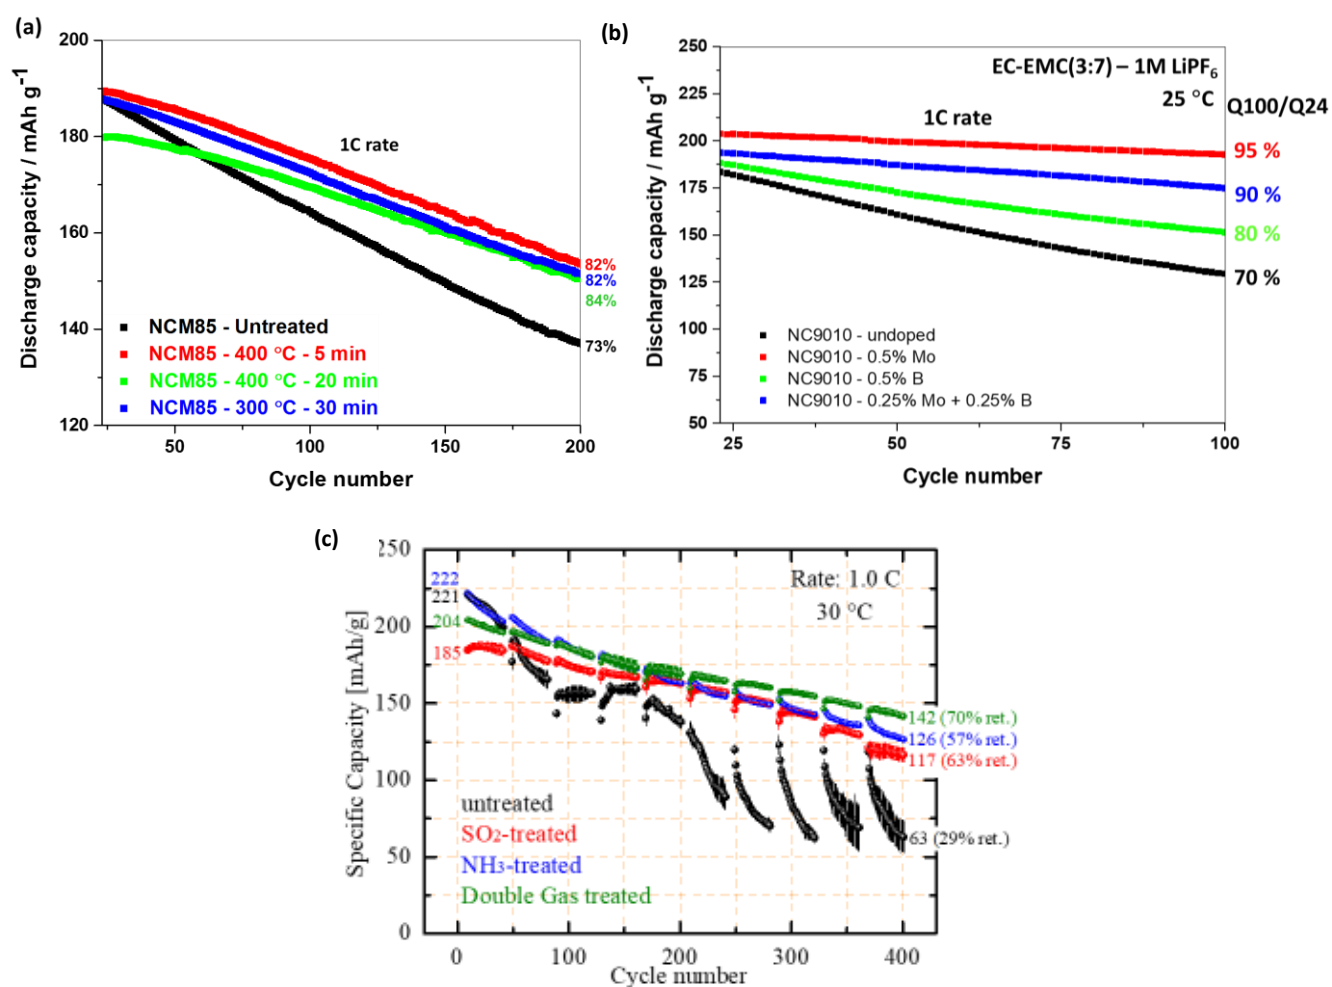 (a)
200
180
160
140
120
Discharge capacity / mAh g⁻¹
1C rate
82%
82%
84%
73%
NCM85 - Untreated
NCM85 - 400 °C - 5 min
NCM85 - 400 °C - 20 min
NCM85 - 300 °C - 30 min
50
100
150
200
Cycle number
(b)
250
225
200
175
150
125
100
75
50
Discharge capacity / mAh g⁻¹
EC-EMC(3:7) – 1M LiPF₆
25 °C
Q100/Q24
1C rate
95 %
90 %
80 %
70 %
NC9010 - undoped
NC9010 - 0.5% Mo
NC9010 - 0.5% B
NC9010 - 0.25% Mo + 0.25% B
25
50
75
100
Cycle number
(c)
250
200
150
100
50
0
Specific Capacity [mAh/g]
222
221
204
185
Rate: 1.0 C
30 °C
142 (70% ret.)
126 (57% ret.)
117 (63% ret.)
63 (29% ret.)
untreated
SO₂-treated
NH₃-treated
Double Gas treated
0
100
200
300
400
Cycle number